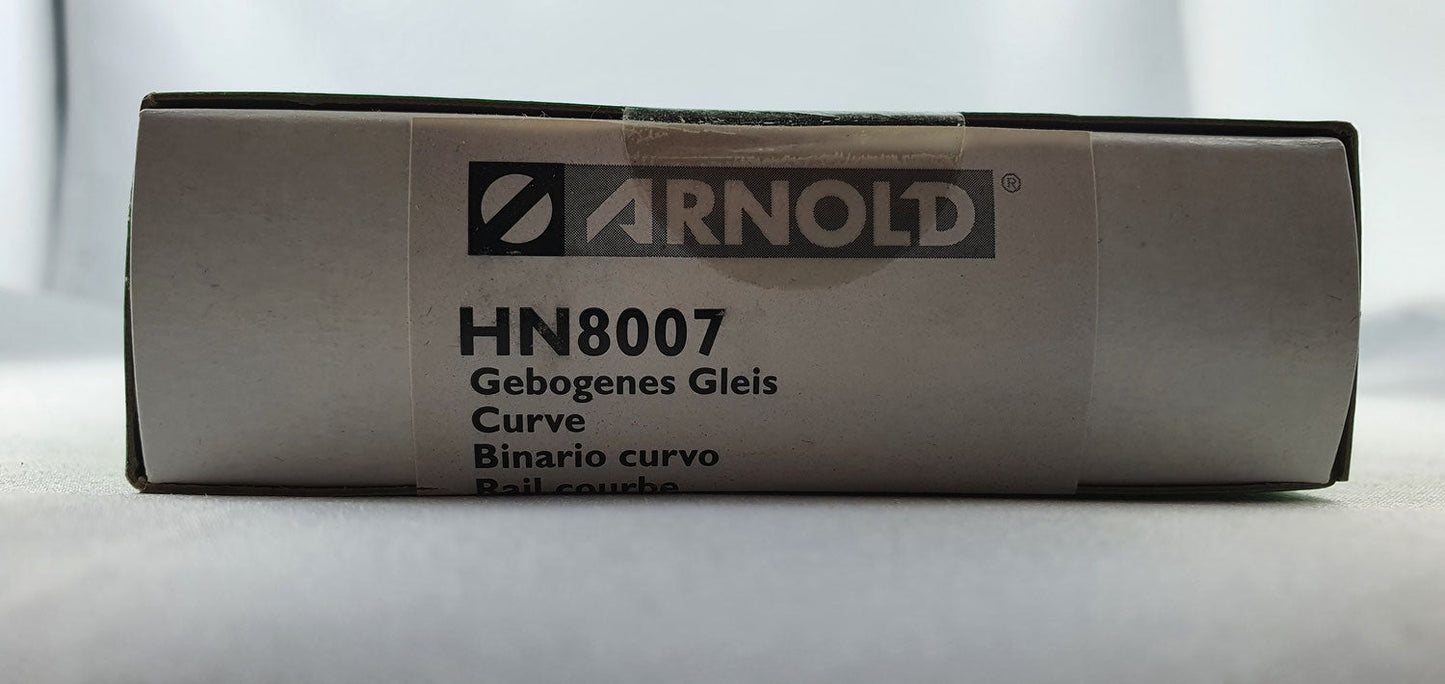 ARNOLD ®
HN8007
Gebogenes Gleis
Curve
Binario curvo
Rail courbe